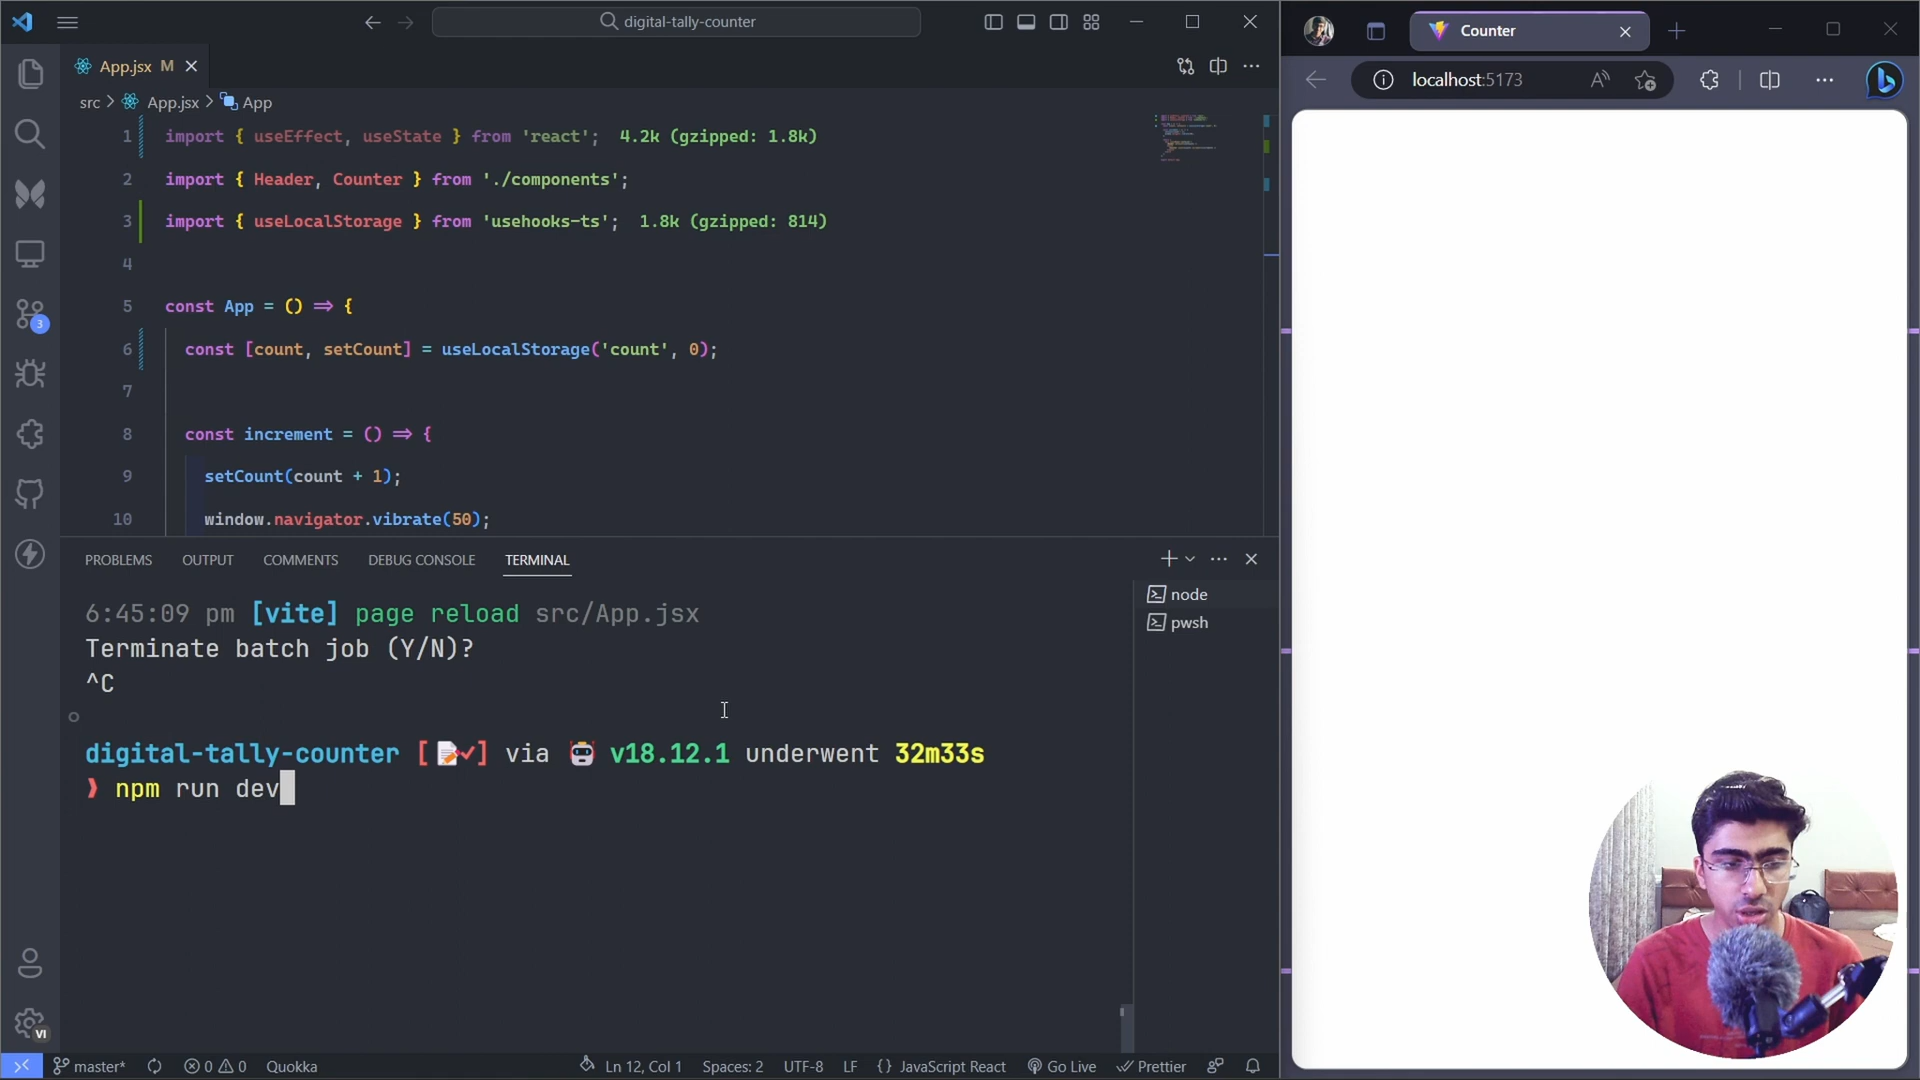 digital-tally-counter
App.jsx M
src > App.jsx > App
1 import { useEffect, useState } from 'react'; 4.2k (gzipped: 1.8k)
2 import { Header, Counter } from './components';
3 import { useLocalStorage } from 'usehooks-ts'; 1.8k (gzipped: 814)
4
5 const App = () => {
6 const [count, setCount] = useLocalStorage('count', 0);
7
8 const increment = () => {
9 setCount(count + 1);
10 window.navigator.vibrate(50);
PROBLEMS OUTPUT COMMENTS DEBUG CONSOLE TERMINAL
6:45:09 pm [vite] page reload src/App.jsx
Terminate batch job (Y/N)?
^C
digital-tally-counter [📝✓] via 🤖 v18.12.1 underwent 32m33s
❯ npm run dev
node
pwsh
3
VI
master* 0 0 Quokka Ln 12, Col 1 Spaces: 2 UTF-8 LF {} JavaScript React Go Live Prettier
Counter
localhost:5173